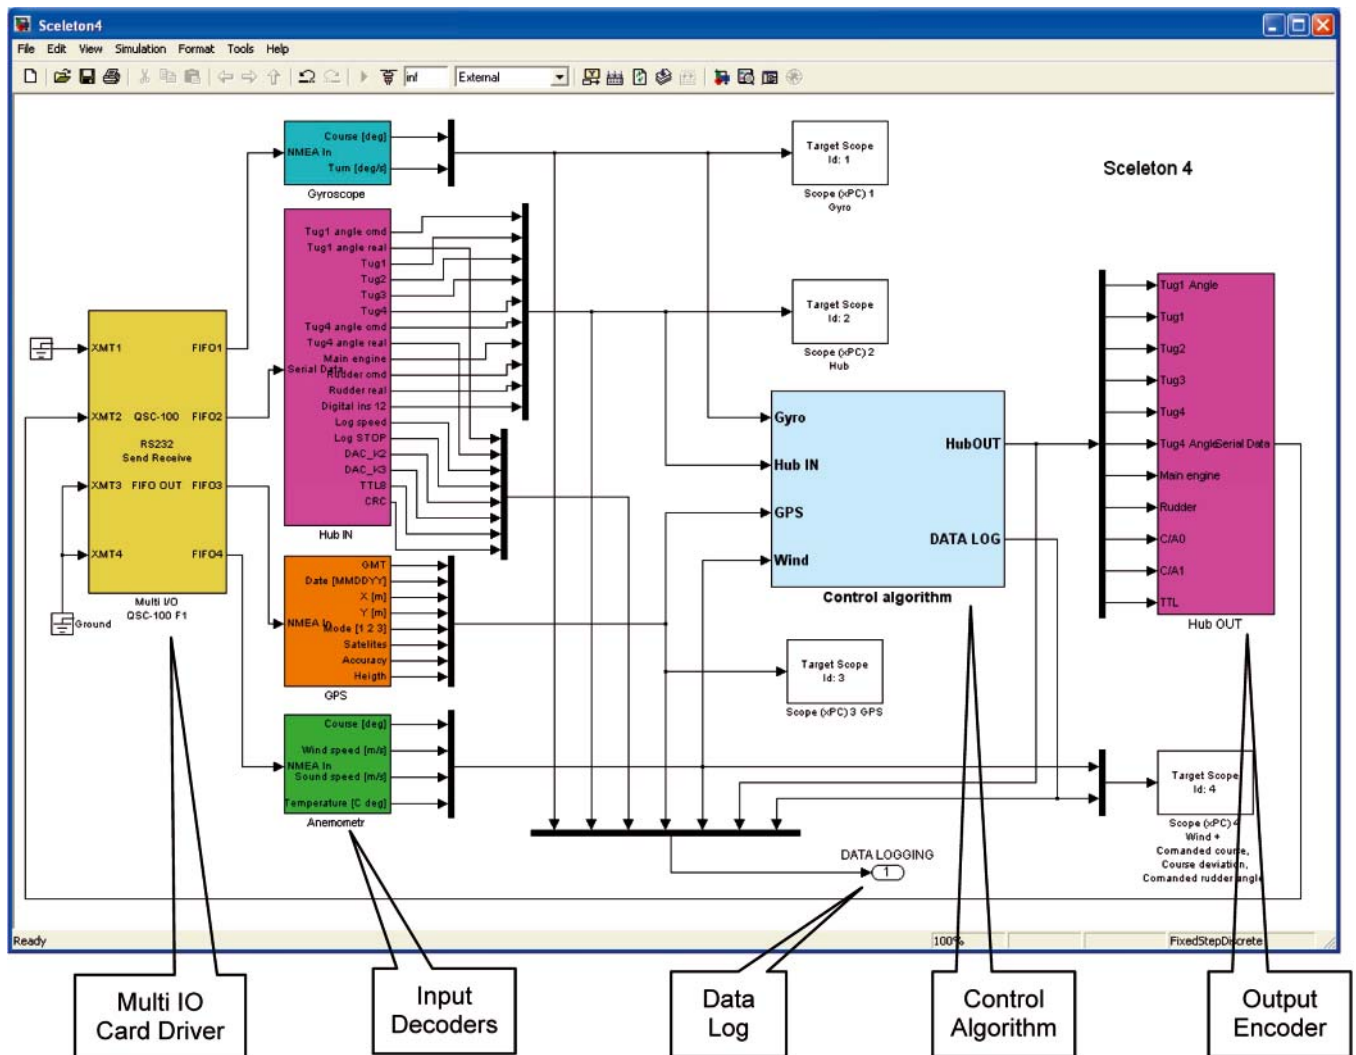 Sceleton4
File Edit View Simulation Format Tools Help
inf External
Sceleton 4
XMT1
XMT2
XMT3
XMT4
QSC-100
RS232
Send Receive
FIFO OUT
FIFO1
FIFO2
FIFO3
FIFO4
Multi I/O
QSC-100 F1
Ground
NMEA In
Course [deg]
Turn [deg/s]
Gyroscope
Serial Data
Tug1 angle cmd
Tug1 angle real
Tug1
Tug2
Tug3
Tug4
Tug4 angle cmd
Tug4 angle real
Main engine
Rudder cmd
Rudder real
Digital ins 12
Log speed
Log STOP
DAC_K2
DAC_K3
TTL8
CRC
Hub IN
NMEA In
GMT
Date [MMDDYY]
X [m]
Y [m]
Mode [1 2 3]
Satelites
Accuracy
Heigth
GPS
NMEA In
Course [deg]
Wind speed [m/s]
Sound speed [m/s]
Temperature [C deg]
Anemometr
Target Scope
Id: 1
Scope (xPC) 1
Gyro
Target Scope
Id: 2
Scope (xPC) 2
Hub
Gyro
Hub IN
GPS
Wind
HubOUT
DATA LOG
Control algorithm
Target Scope
Id: 3
Scope (xPC) 3 GPS
Tug1 Angle
Tug1
Tug2
Tug3
Tug4
Tug4 Angle
Main engine
Rudder
C/A0
C/A1
TTL
Serial Data
Hub OUT
Target Scope
Id: 4
Scope (xPC) 4
Wind +
Comanded course,
Course deviation,
Comanded rudder angle
DATA LOGGING
1
Ready
100%
FixedStepDiscrete
Multi IO
Card Driver
Input
Decoders
Data
Log
Control
Algorithm
Output
Encoder